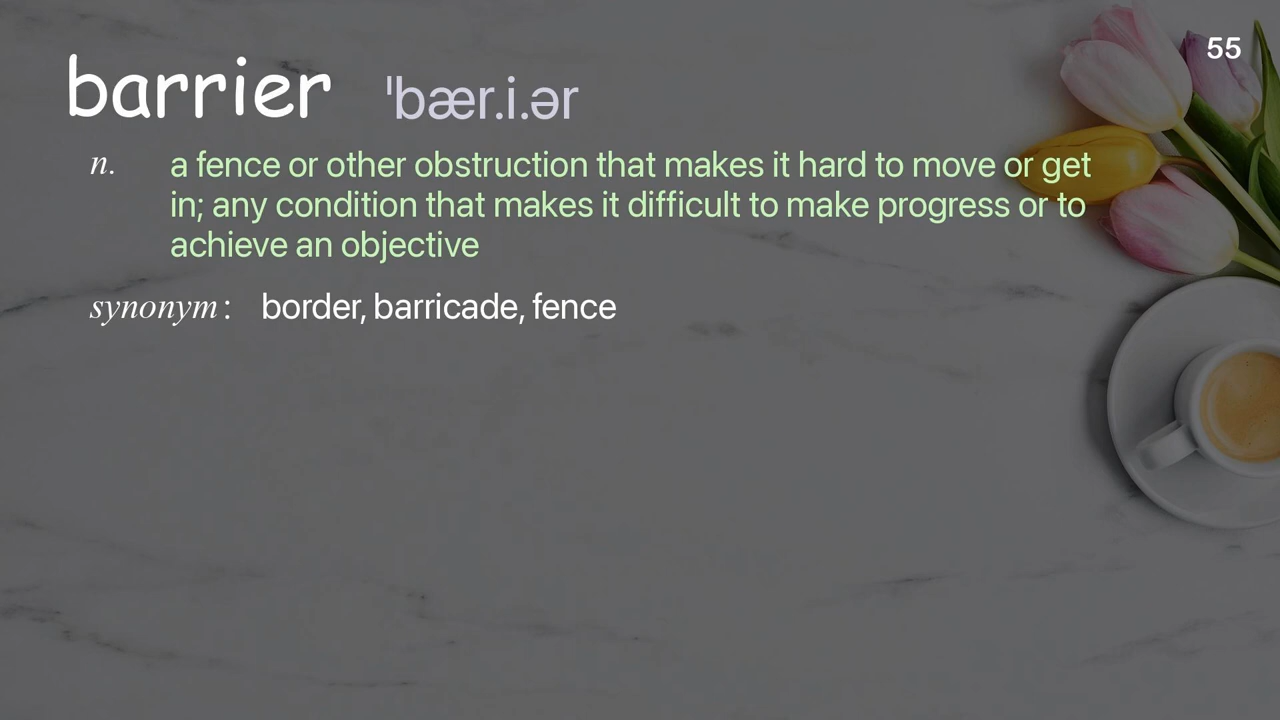 55
barrier ˈbær.i.ər
n. a fence or other obstruction that makes it hard to move or get
in; any condition that makes it difficult to make progress or to
achieve an objective
synonym: border, barricade, fence